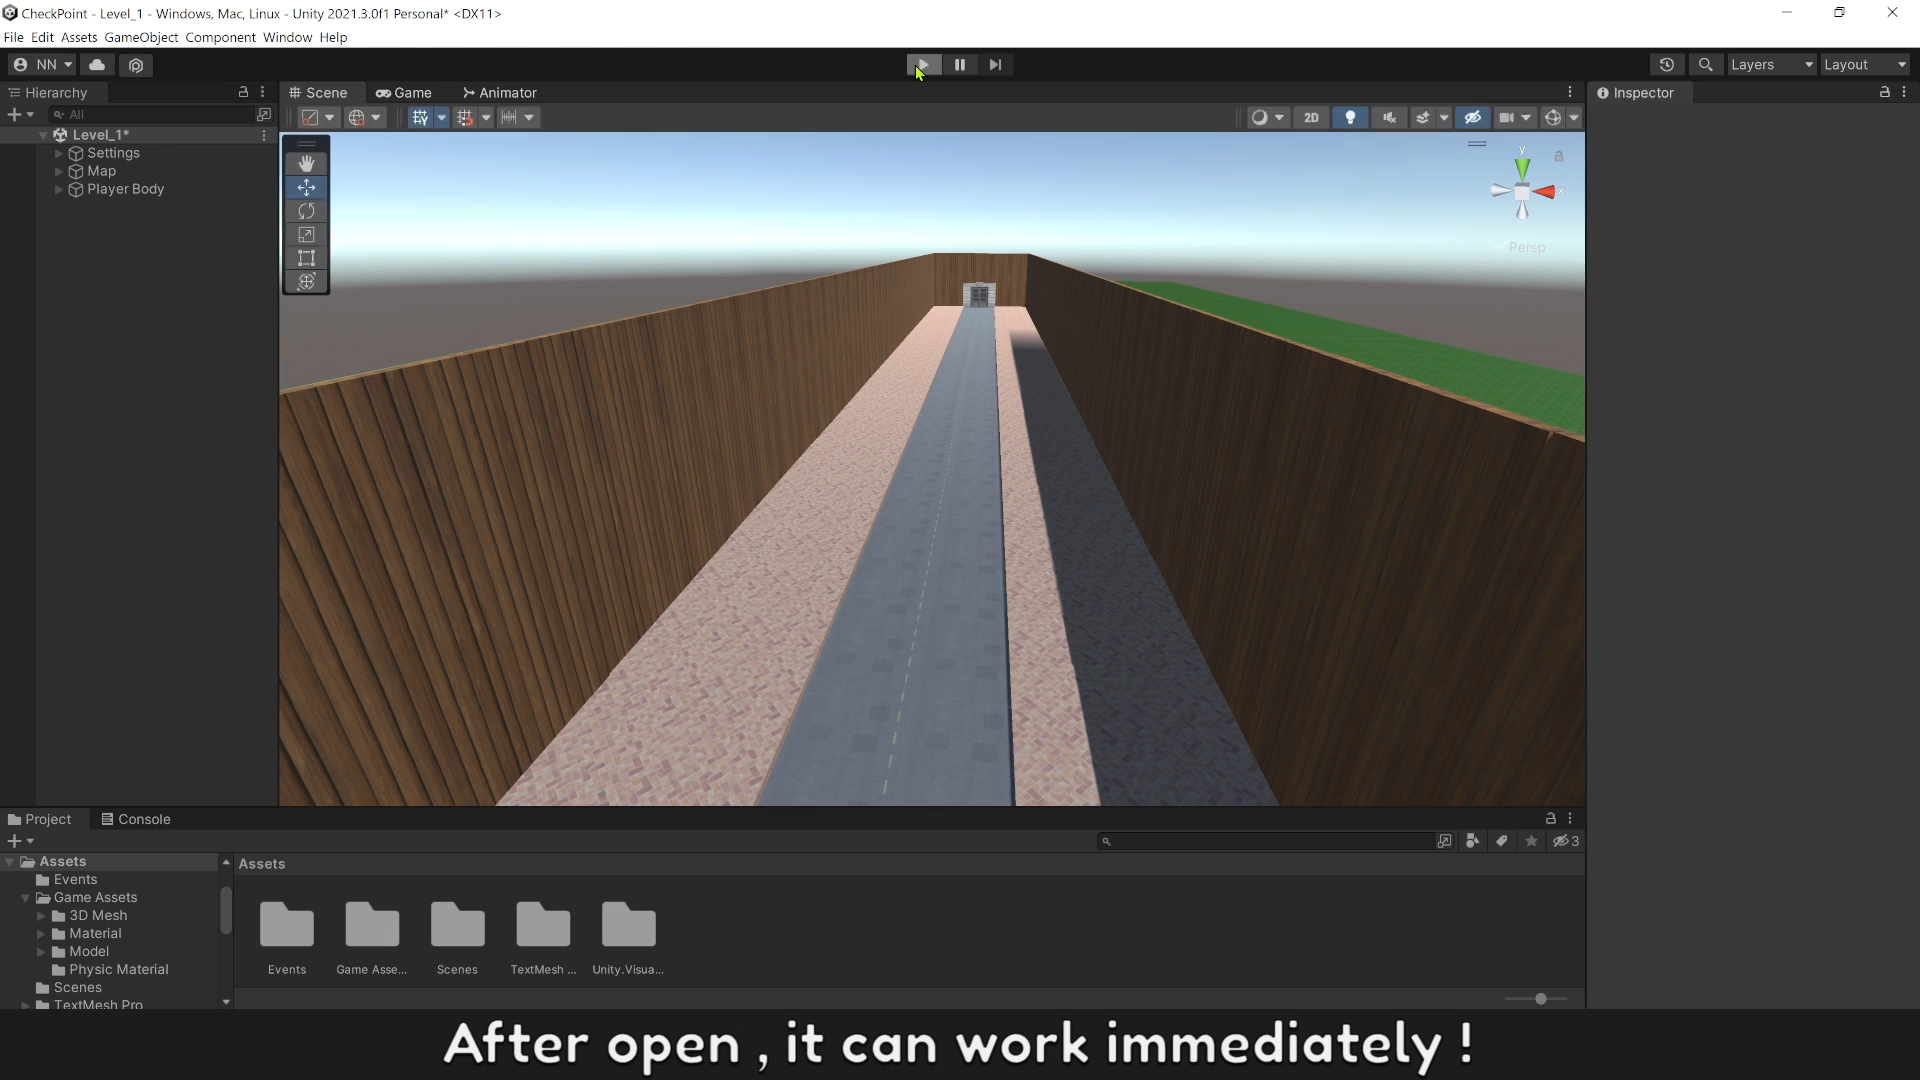 CheckPoint - Level_1 - Windows, Mac, Linux - Unity 2021.3.0f1 Personal* <DX11>
File Edit Assets GameObject Component Window Help
NN
Layers
Layout
Hierarchy
Scene
Game
Animator
Inspector
All
2D
Level_1*
Settings
Map
Player Body
y
x
Persp
Project
Console
3
Assets
Events
Game Assets
3D Mesh
Material
Model
Physic Material
Scenes
TextMesh Pro
Assets
Events
Game Asse...
Scenes
TextMesh ...
Unity.Visua...
After open , it can work immediately !